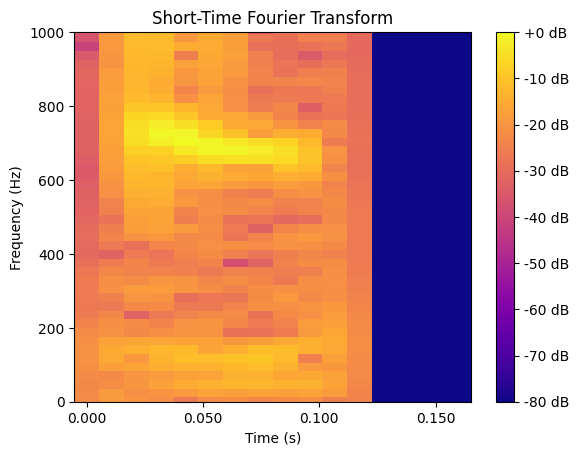 Short-Time Fourier Transform
1000
800
600
400
200
0
Frequency (Hz)
0.000
0.050
0.100
0.150
Time (s)
+0 dB
-10 dB
-20 dB
-30 dB
-40 dB
-50 dB
-60 dB
-70 dB
-80 dB